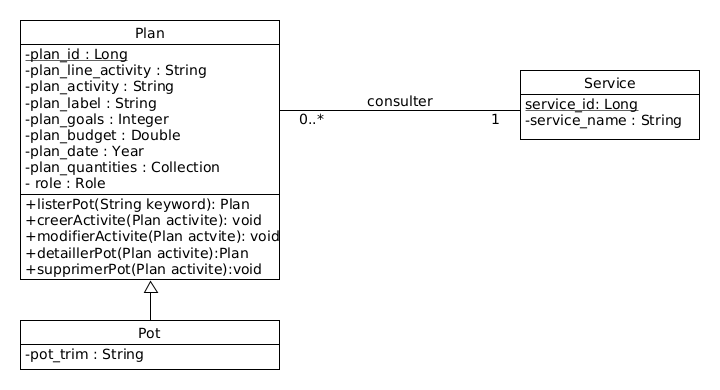 Plan
-plan_id : Long
-plan_line_activity : String
-plan_activity : String
-plan_label : String
-plan_goals : Integer
-plan_budget : Double
-plan_date : Year
-plan_quantities : Collection
- role : Role
+listerPot(String keyword): Plan
+creerActivite(Plan activite): void
+modifierActivite(Plan actvite): void
+detaillerPot(Plan activite):Plan
+supprimerPot(Plan activite):void
consulter
0..*
1
Service
service_id: Long
-service_name : String
Pot
-pot_trim : String